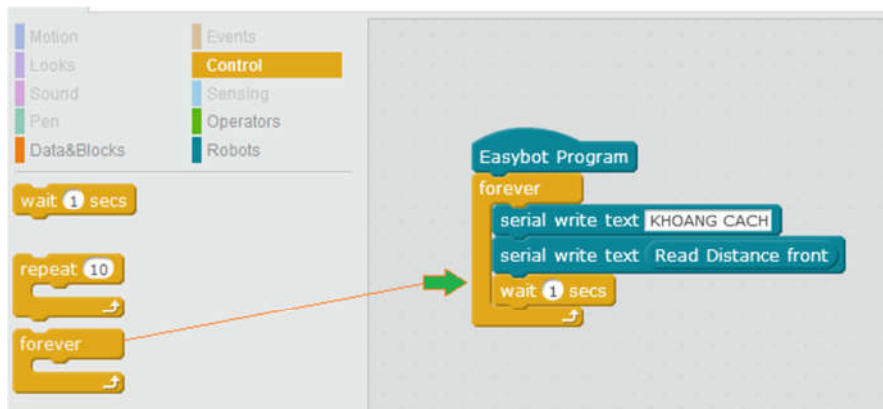 Motion
Events
Looks
Control
Sound
Sensing
Pen
Operators
Data&Blocks
Robots
wait 1 secs
repeat 10
forever
Easybot Program
forever
serial write text KHOANG CACH
serial write text Read Distance front
wait 1 secs